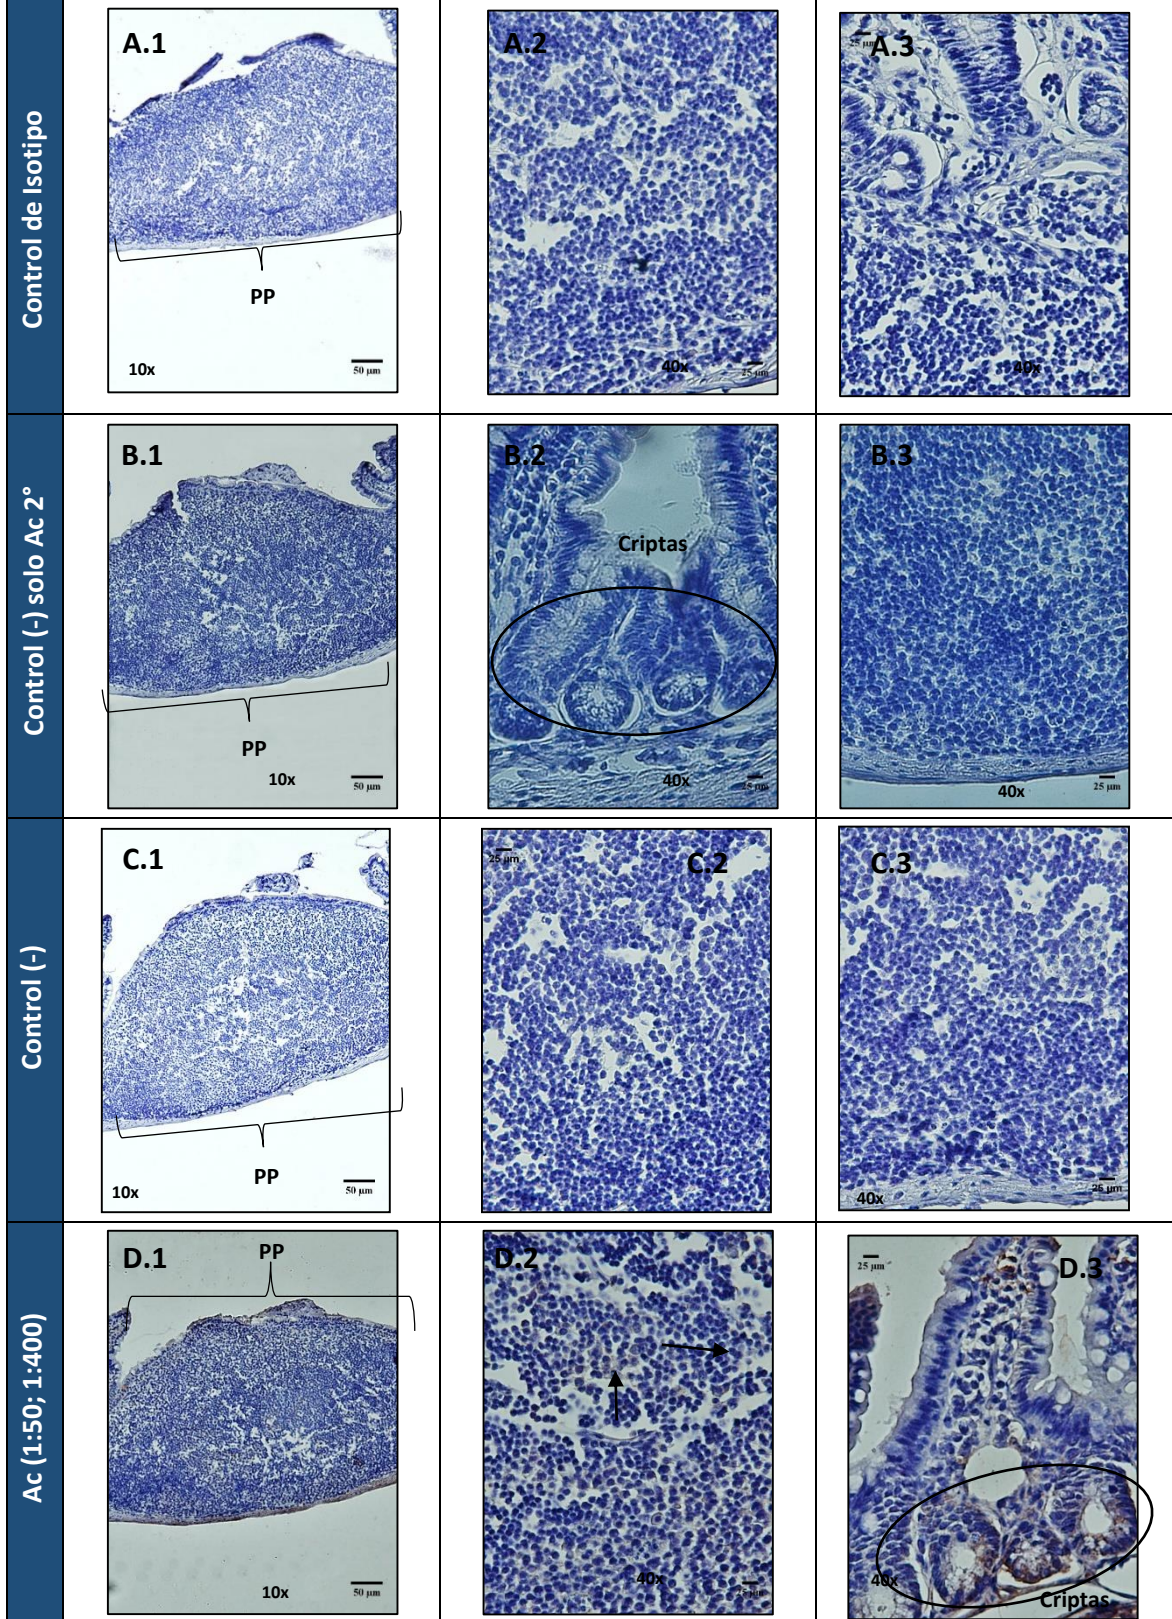 Control de Isotipo
A.1
PP
10x
50 µm
A.2
40x
25 µm
25 µm
A.3
40x
Control (-) solo Ac 2°
B.1
PP
10x
50 µm
B.2
Criptas
40x
25 µm
B.3
40x
25 µm
Control (-)
C.1
PP
10x
50 µm
25 µm
C.2
C.3
40x
25 µm
Ac (1:50; 1:400)
D.1
PP
10x
50 µm
D.2
40x
25 µm
25 µm
D.3
40x
Criptas